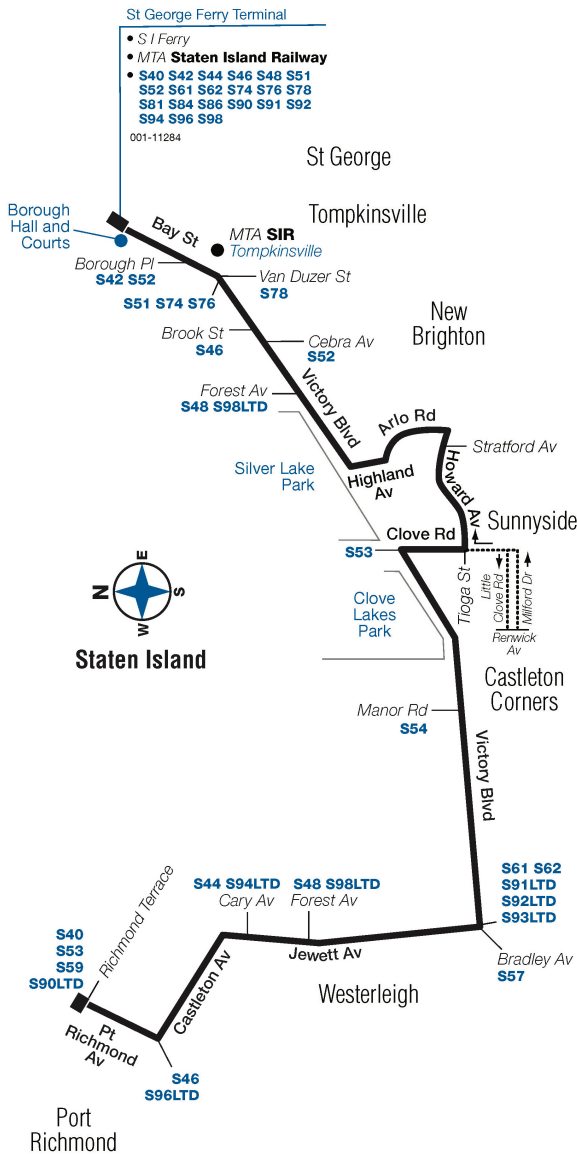 St George Ferry Terminal
• S I Ferry
• MTA Staten Island Railway
• S40 S42 S44 S46 S48 S51
S52 S61 S62 S74 S76 S78
S81 S84 S86 S90 S91 S92
S94 S96 S98
001-11284
St George
Tompkinsville
Borough
Hall and
Courts
Bay St
MTA SIR
Tompkinsville
Borough Pl
S42 S52
Van Duzer St
S78
S51 S74 S76
New
Brighton
Brook St
S46
Cebra Av
S52
Victory Blvd
Forest Av
S48 S98LTD
Arlo Rd
Stratford Av
Howard Av
Highland
Av
Silver Lake
Park
Sunnyside
Clove Rd
S53
Tioga St
Little
Clove Rd
Milford Dr
Renwick
Av
E
N
S
W
Staten Island
Clove
Lakes
Park
Castleton
Corners
Manor Rd
S54
Victory Blvd
S61 S62
S91LTD
S92LTD
S93LTD
S44 S94LTD
Cary Av
S48 S98LTD
Forest Av
Jewett Av
Bradley Av
S57
Westerleigh
Richmond Terrace
S40
S53
S59
S90LTD
Castleton Av
Pt
Richmond
Av
S46
S96LTD
Port
Richmond